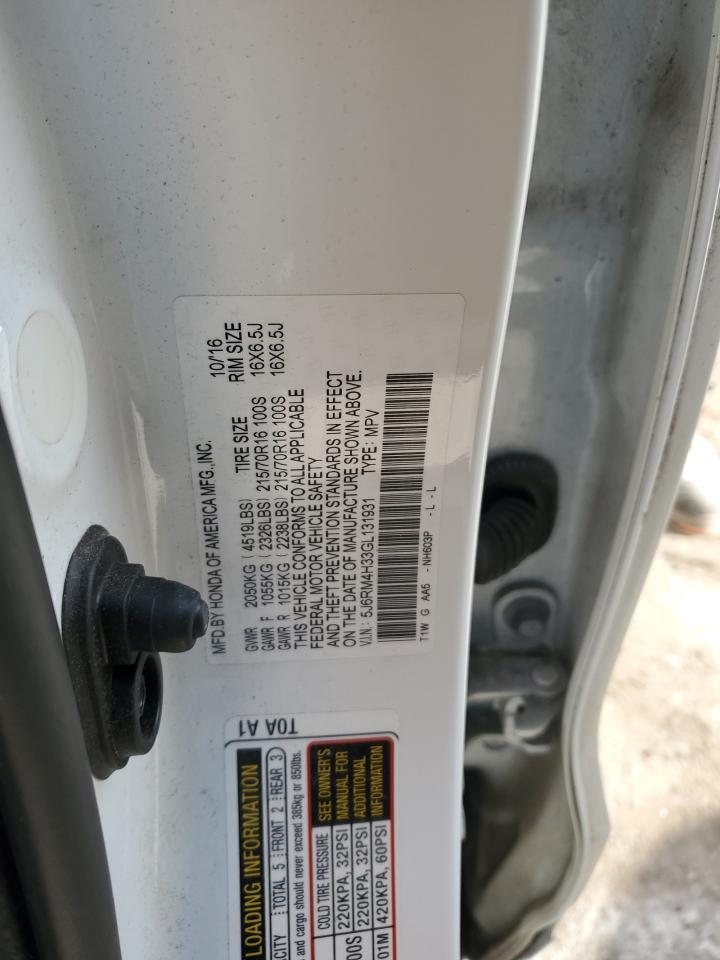 MFD.BY HONDA OF AMERICA MFG.,INC. 10/'16
TIRE SIZE RIM SIZE
GVWR 2050KG ( 4519LBS)
GAWR F 1055KG ( 2326LBS) 215/70R16 100S 16X6.5J
GAWR R 1015KG ( 2238LBS) 215/70R16 100S 16X6.5J
THIS VEHICLE CONFORMS TO ALL APPLICABLE
FEDERAL MOTOR VEHICLE SAFETY
AND THEFT PREVENTION STANDARDS IN EFFECT
ON THE DATE OF MANUFACTURE SHOWN ABOVE.
V.I.N.: 5J6RM4H33GL131931 TYPE: MPV
T1W G AA5 - NH603P - L - L
T0A A1
LOADING INFORMATION
TOTAL 5 FRONT 2 REAR 3
and cargo should never exceed 385kg or 850lbs.
COLD TIRE PRESSURE SEE OWNER'S
220KPA, 32PSI MANUAL FOR
220KPA, 32PSI ADDITIONAL
420KPA, 60PSI INFORMATION